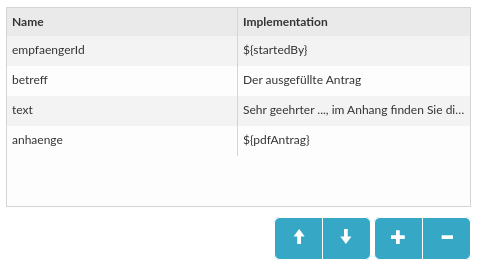 Name Implementation
empfaengerId ${startedBy}
betreff Der ausgefüllte Antrag
text Sehr geehrter ..., im Anhang finden Sie di...
anhaenge ${pdfAntrag}